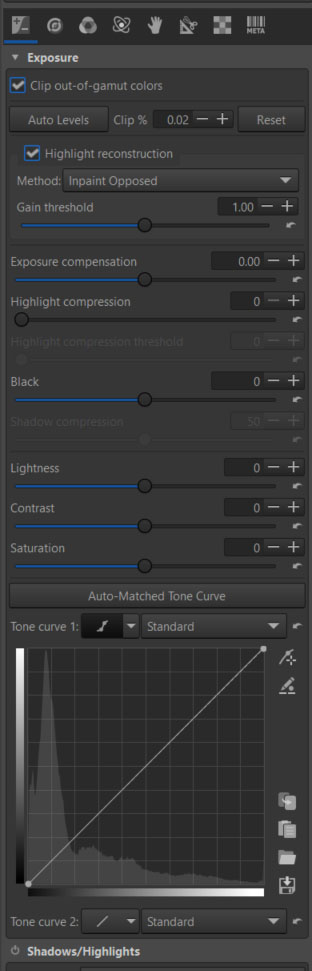 META
Exposure
Clip out-of-gamut colors
Auto Levels Clip % 0.02 Reset
Highlight reconstruction
Method: Inpaint Opposed
Gain threshold 1.00
Exposure compensation 0.00
Highlight compression 0
Highlight compression threshold 0
Black 0
Shadow compression 50
Lightness 0
Contrast 0
Saturation 0
Auto-Matched Tone Curve
Tone curve 1: Standard
Tone curve 2: Standard
Shadows/Highlights